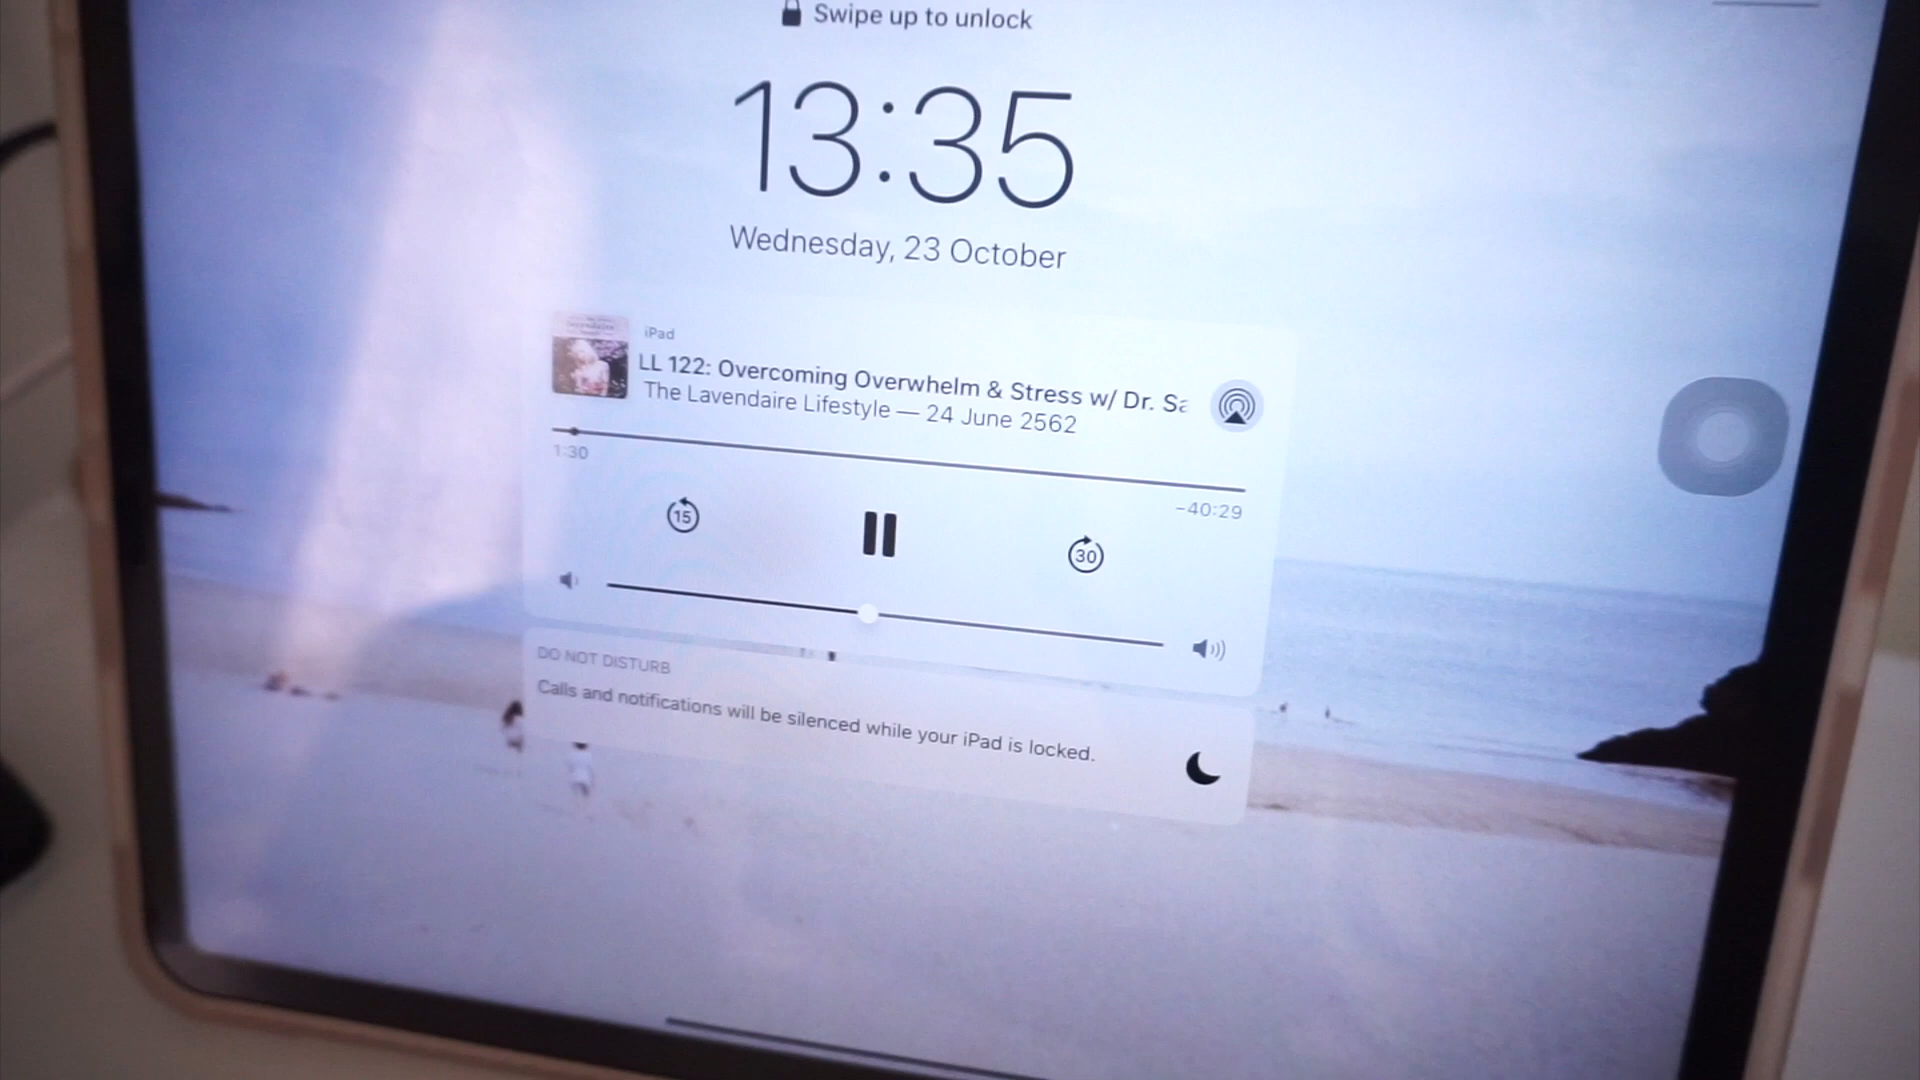 Swipe up to unlock
13:35
Wednesday, 23 October
iPad
LL 122: Overcoming Overwhelm & Stress w/ Dr. Sa
The Lavendaire Lifestyle — 24 June 2562
1:30
-40:29
15
30
DO NOT DISTURB
Calls and notifications will be silenced while your iPad is locked.